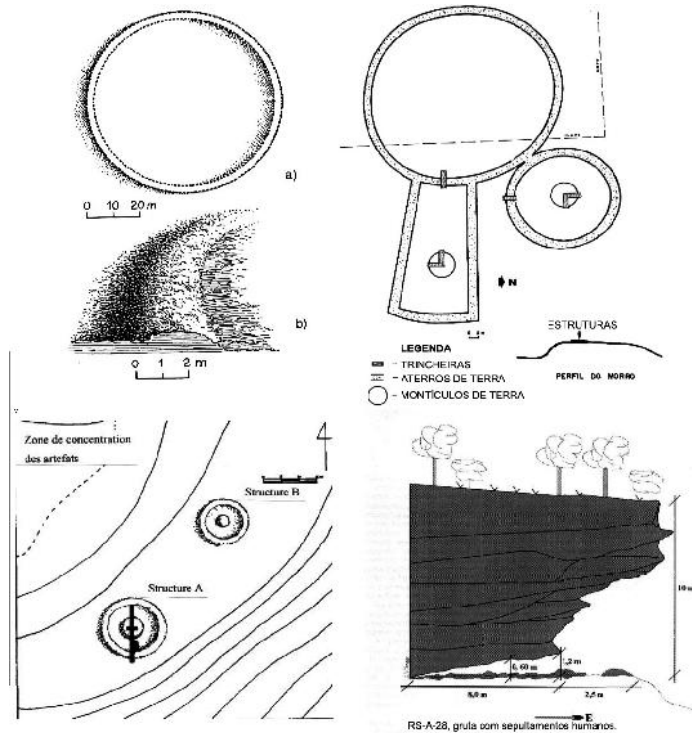 a)
0 10 20 m
b)
0 1 2 m
N
LEGENDA
- TRINCHEIRAS
- ATERROS DE TERRA
- MONTÍCULOS DE TERRA
ESTRUTURAS
PERFIL DO MORRO
Zone de concentration
des artefats
Structure B
Structure A
10 m
0,60 m
1,2 m
8,0 m
2,5 m
E
RS-A-28, gruta com sepultamentos humanos.